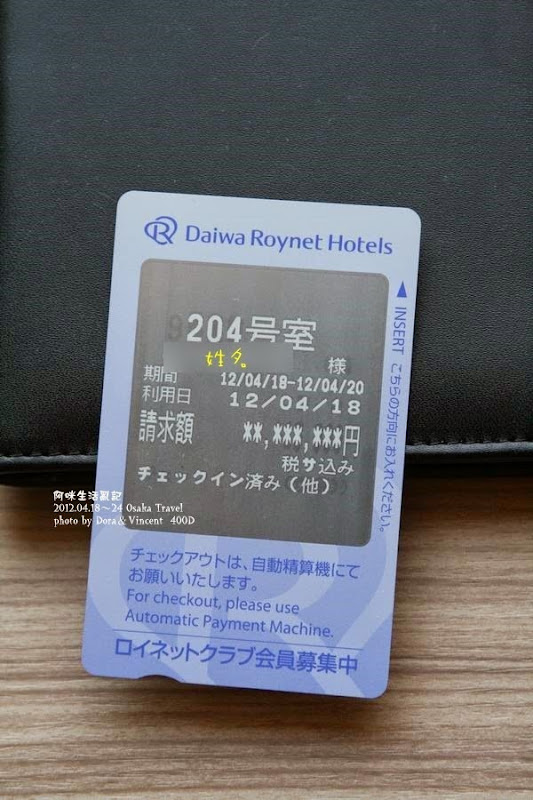 Daiwa Roynet Hotels
204号室
姓名
様
期間 12/04/18-12/04/20
利用日 12/04/18
請求額 **,***,***円
税サ込み
チェックイン済み(他)
▲ INSERT こちらの方向にお入れください。
チェックアウトは、自動精算機にて
お願いいたします。
For checkout, please use
Automatic Payment Machine.
ロイネットクラブ会員募集中
阿咪生活戳記
2012.04.18~24 Osaka Travel
photo by Dora & Vincent 400D